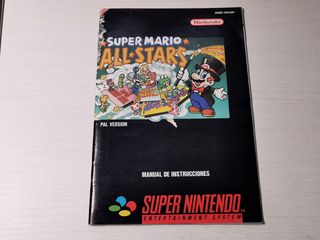 Nintendo
SUPER MARIO
ALL-STARS
PAL VERSION
MANUAL DE INSTRUCCIONES
SUPER NINTENDO
ENTERTAINMENT SYSTEM